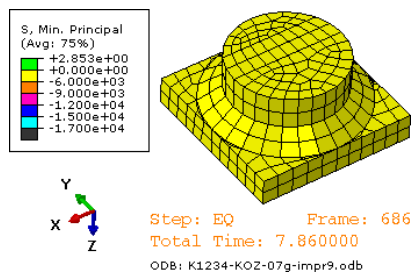 S, Min. Principal
(Avg: 75%)
+2.853e+00
+0.000e+00
-6.000e+03
-9.000e+03
-1.200e+04
-1.500e+04
-1.700e+04
Y
X
Z
Step: EQ Frame: 686
Total Time: 7.860000
ODB: K1234-KOZ-07g-impr9.odb